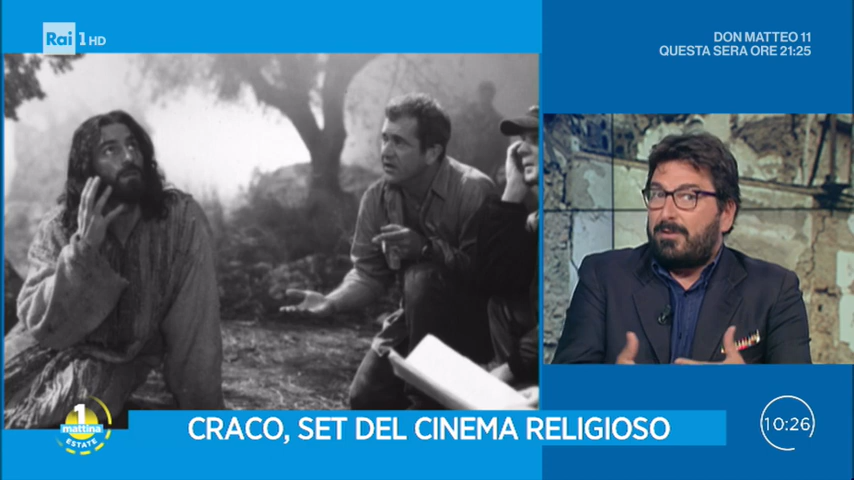 Rai 1 HD
DON MATTEO 11
QUESTA SERA ORE 21:25
1
mattina
ESTATE
CRACO, SET DEL CINEMA RELIGIOSO
10:26